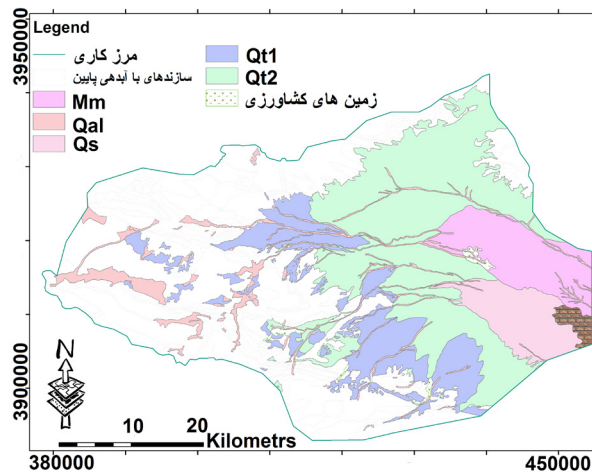 3950000
Legend
مرز کاری
سازندهای با آبدهی پایین
Mm
Qal
Qs
Qt1
Qt2
زمین های کشاورزی
3900000
N
0 10 20
Kilometrs
380000 450000